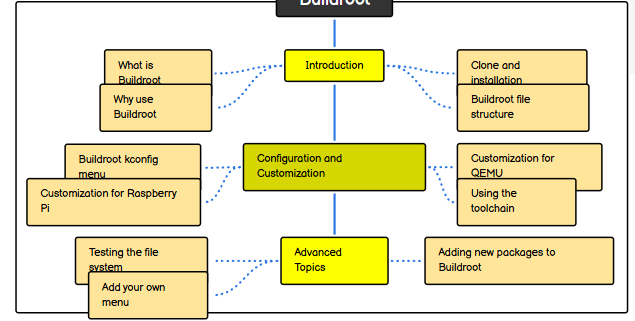 Buildroot
What is
Buildroot
Introduction
Clone and
installation
Why use
Buildroot
Buildroot file
structure
Buildroot kconfig
menu
Configuration and
Customization
Customization for
QEMU
Customization for Raspberry
Pi
Using the
toolchain
Testing the file
system
Advanced
Topics
Adding new packages to
Buildroot
Add your own
menu